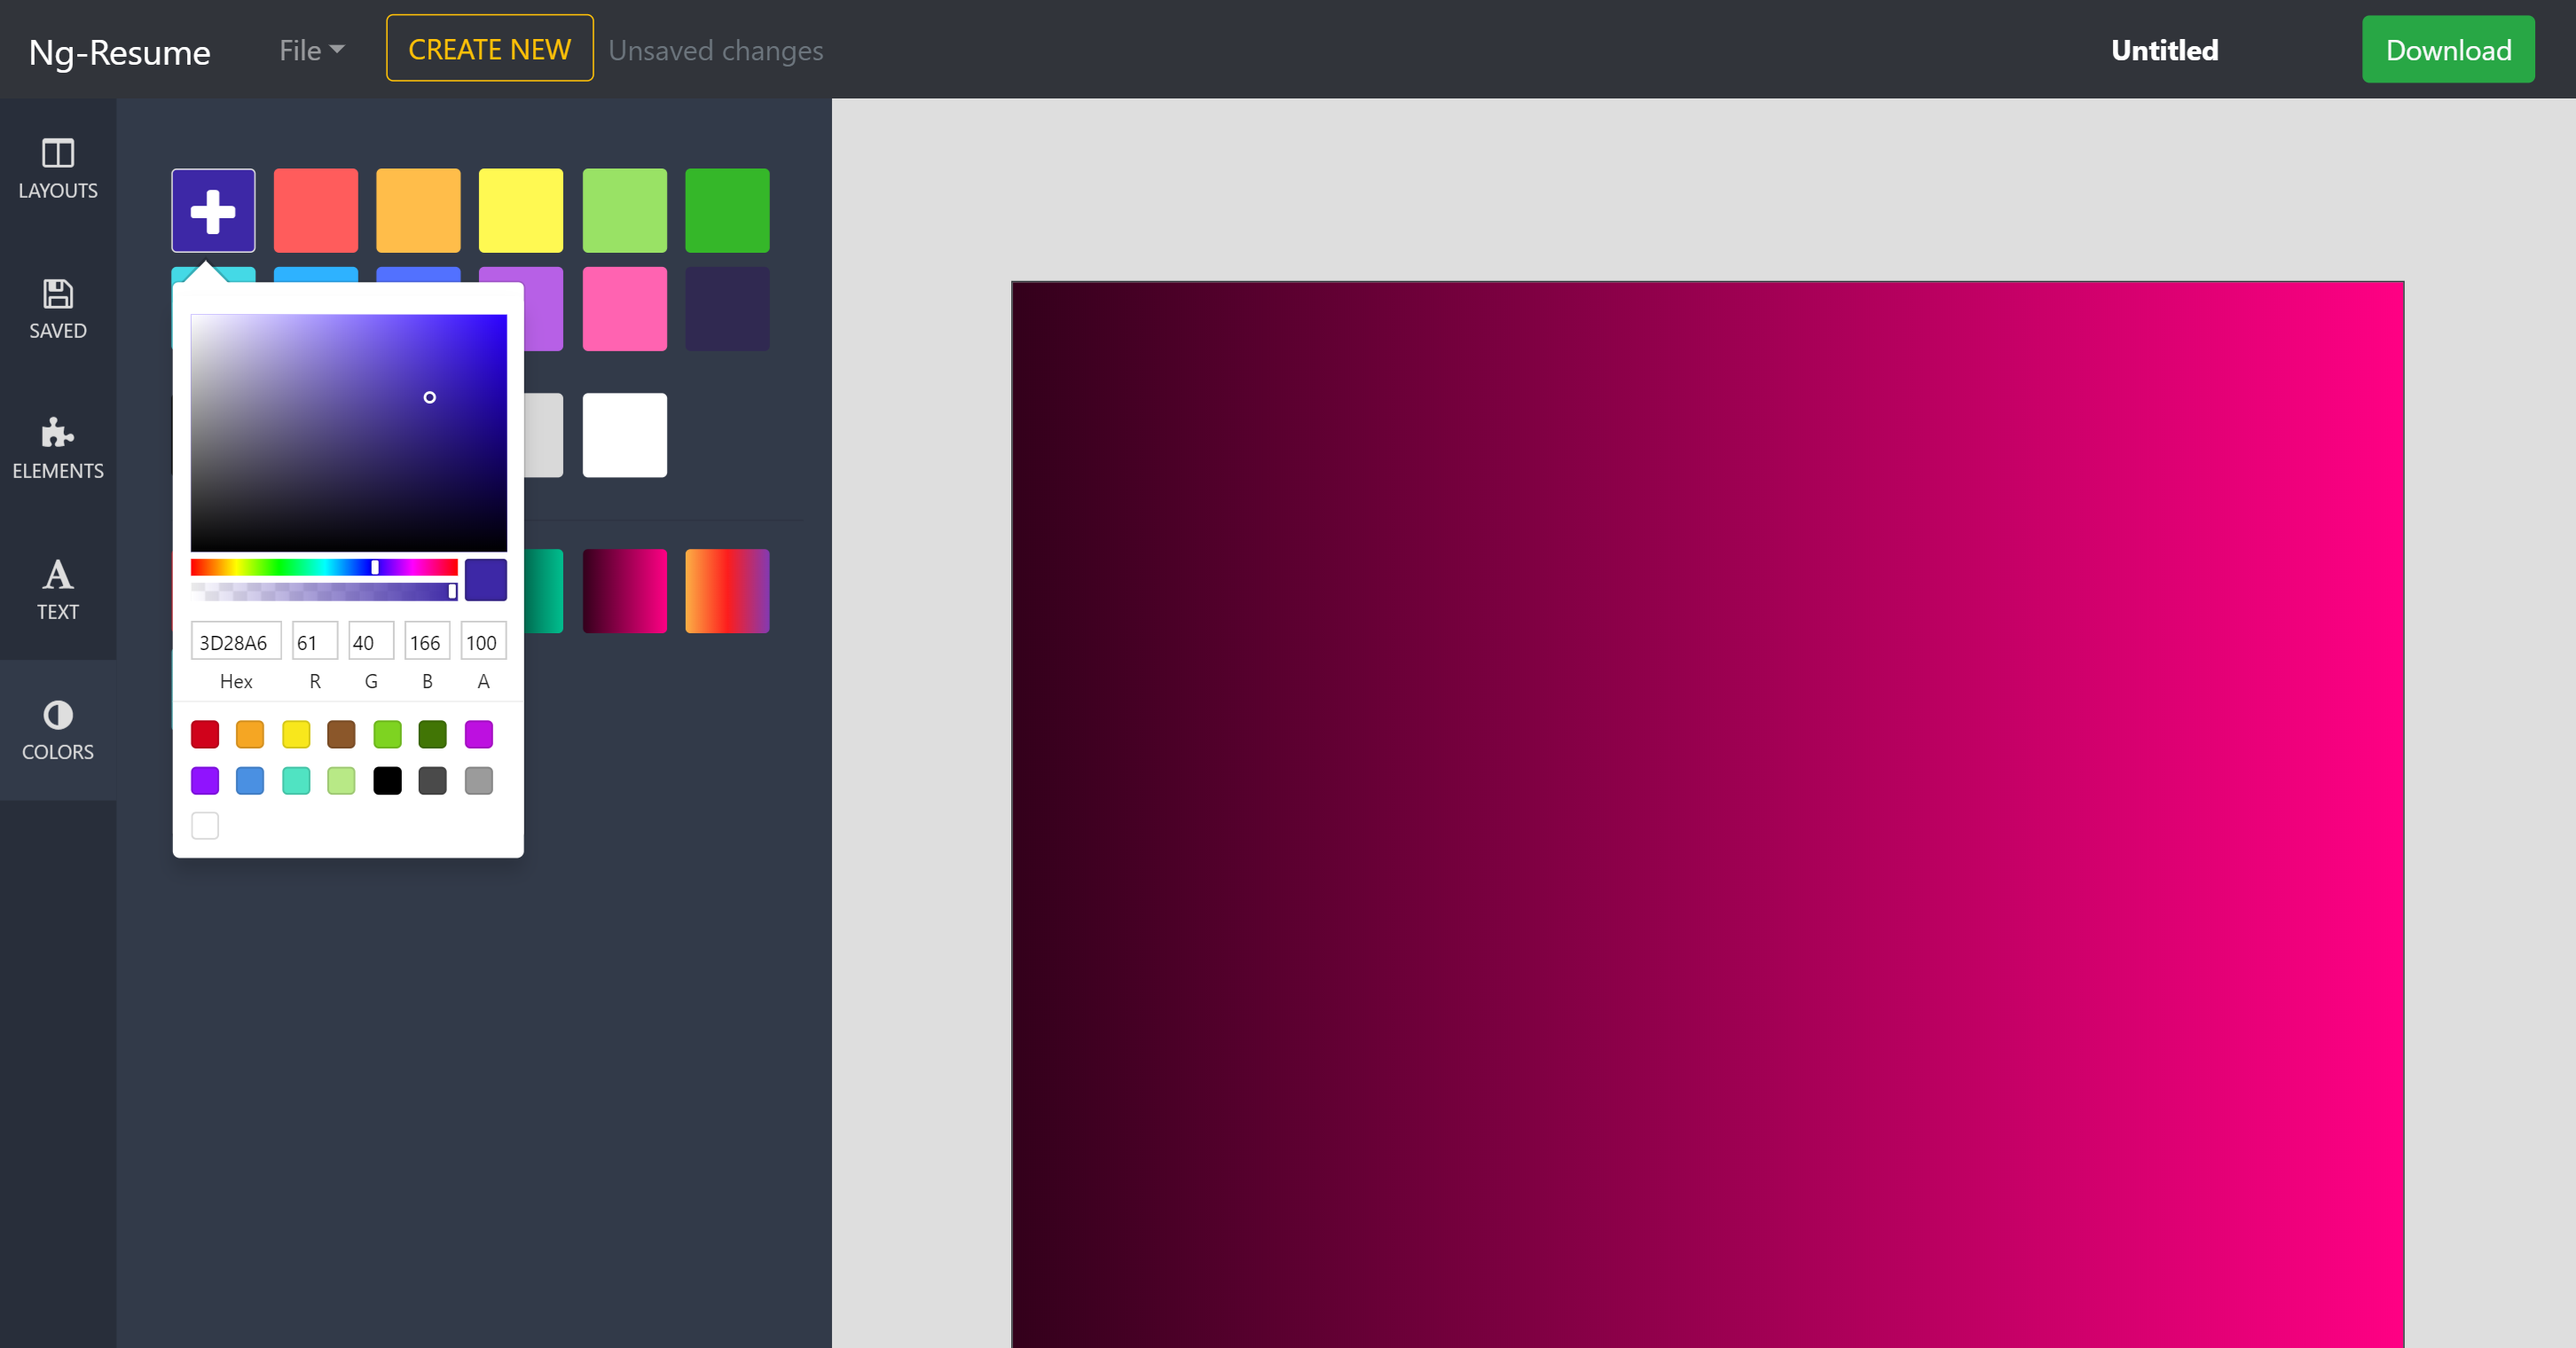 Ng-Resume
File
CREATE NEW
Unsaved changes
Untitled
Download
LAYOUTS
SAVED
ELEMENTS
TEXT
COLORS
3D28A6 61 40 166 100
Hex R G B A